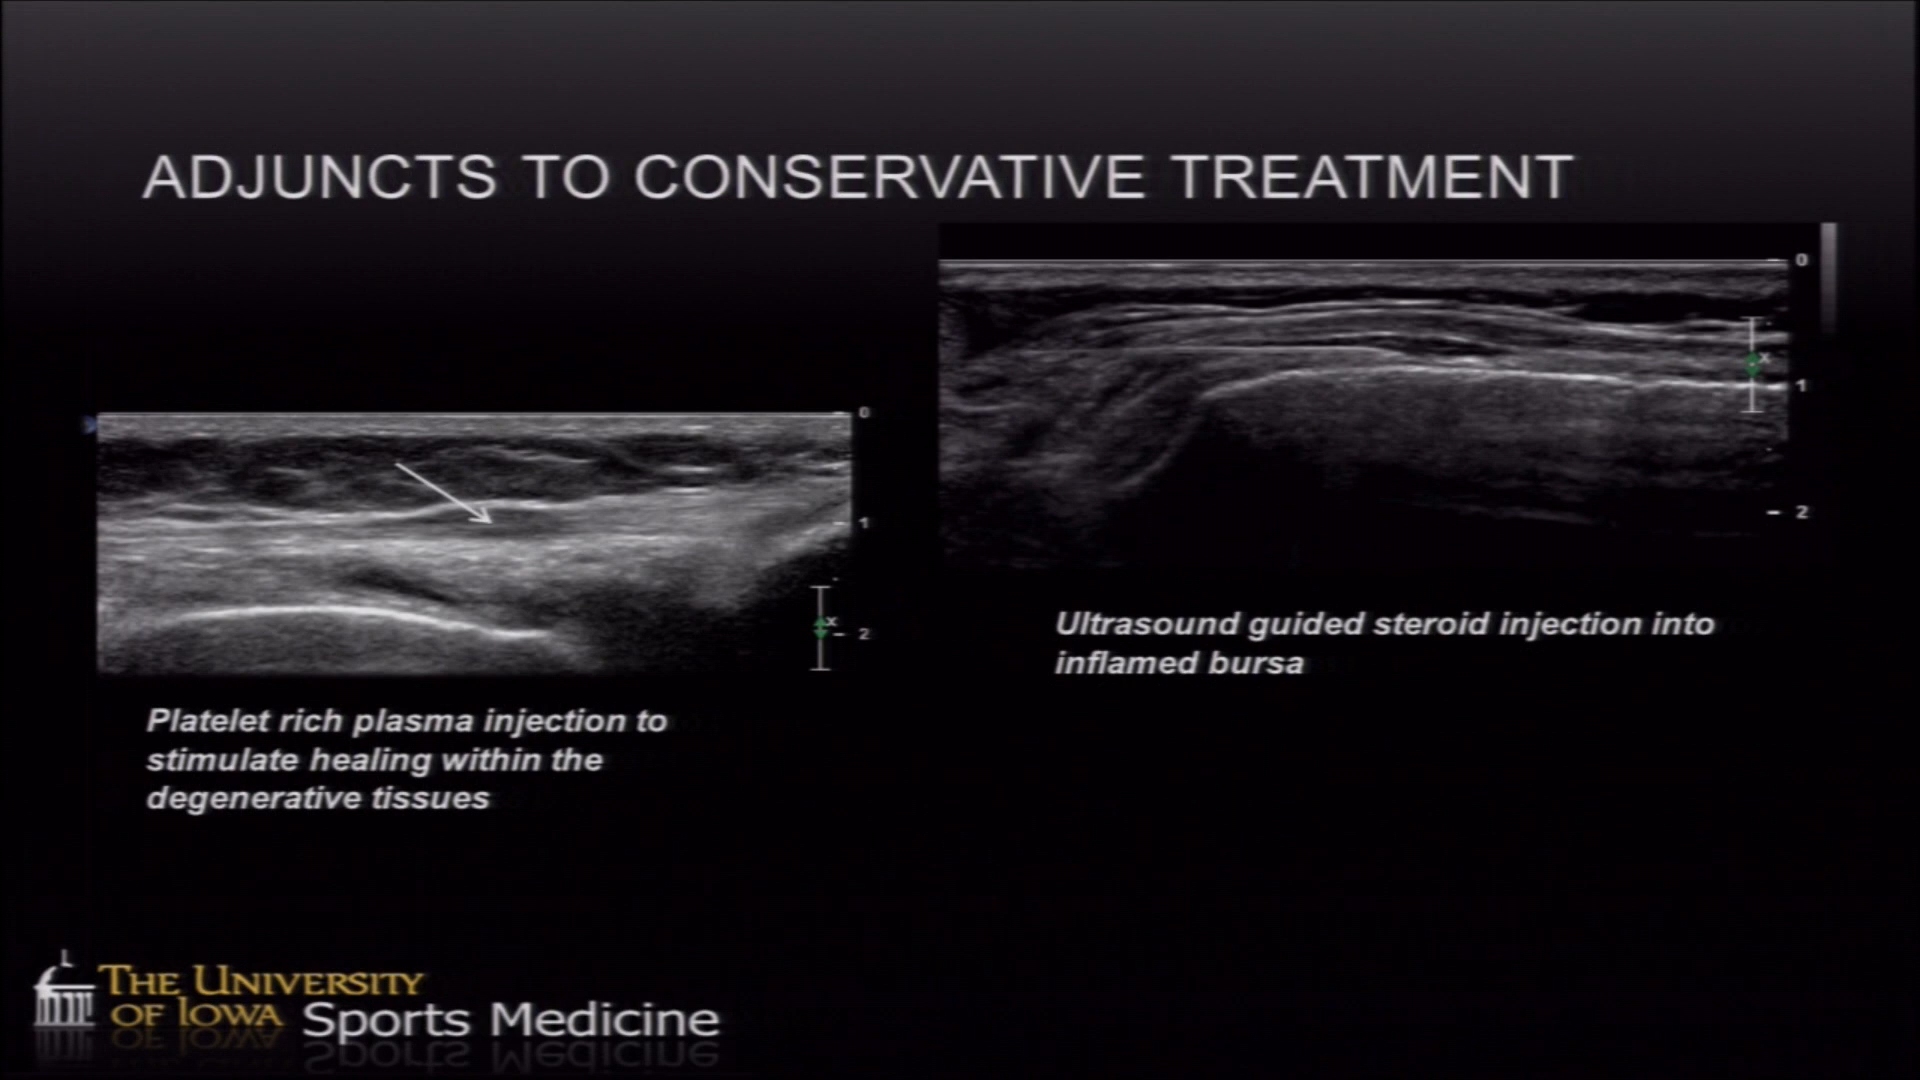 ADJUNCTS TO CONSERVATIVE TREATMENT
0
1
x
2
Platelet rich plasma injection to
stimulate healing within the
degenerative tissues
0
x
1
2
Ultrasound guided steroid injection into
inflamed bursa
THE UNIVERSITY
OF IOWA Sports Medicine